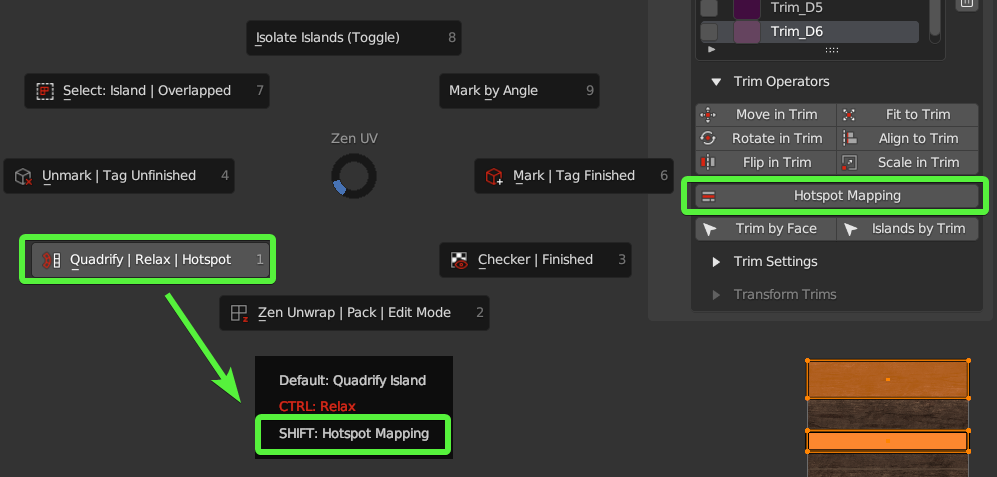 Trim_D5
Trim_D6
Isolate Islands (Toggle) 8
Select: Island | Overlapped 7
Mark by Angle 9
Zen UV
Unmark | Tag Unfinished 4
Mark | Tag Finished 6
Quadrify | Relax | Hotspot 1
Checker | Finished 3
Zen Unwrap | Pack | Edit Mode 2
Default: Quadrify Island
CTRL: Relax
SHIFT: Hotspot Mapping
Trim Operators
Move in Trim Fit to Trim
Rotate in Trim Align to Trim
Flip in Trim Scale in Trim
Hotspot Mapping
Trim by Face Islands by Trim
Trim Settings
Transform Trims